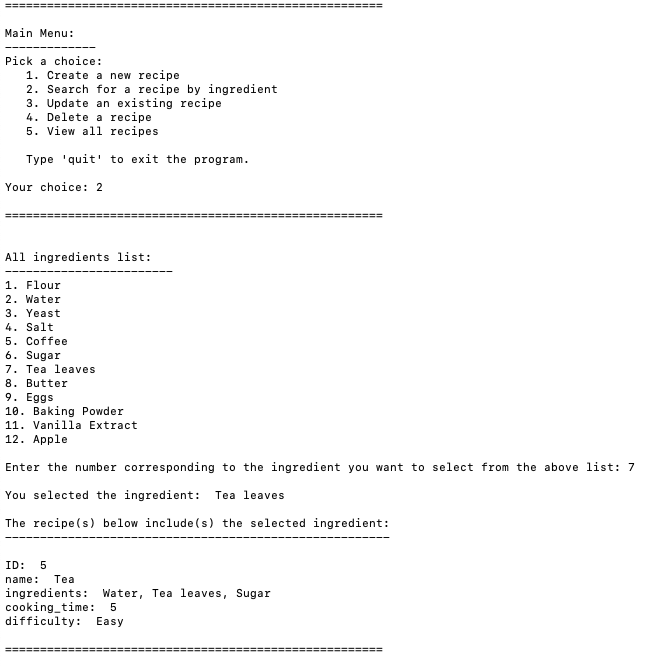 ======================================================
Main Menu:
-------------
Pick a choice:
   1. Create a new recipe
   2. Search for a recipe by ingredient
   3. Update an existing recipe
   4. Delete a recipe
   5. View all recipes
   Type 'quit' to exit the program.
Your choice: 2
======================================================
All ingredients list:
------------------------
1. Flour
2. Water
3. Yeast
4. Salt
5. Coffee
6. Sugar
7. Tea leaves
8. Butter
9. Eggs
10. Baking Powder
11. Vanilla Extract
12. Apple
Enter the number corresponding to the ingredient you want to select from the above list: 7
You selected the ingredient:  Tea leaves
The recipe(s) below include(s) the selected ingredient:
-------------------------------------------------------
ID:  5
name:  Tea
ingredients:  Water, Tea leaves, Sugar
cooking_time:  5
difficulty:  Easy
======================================================